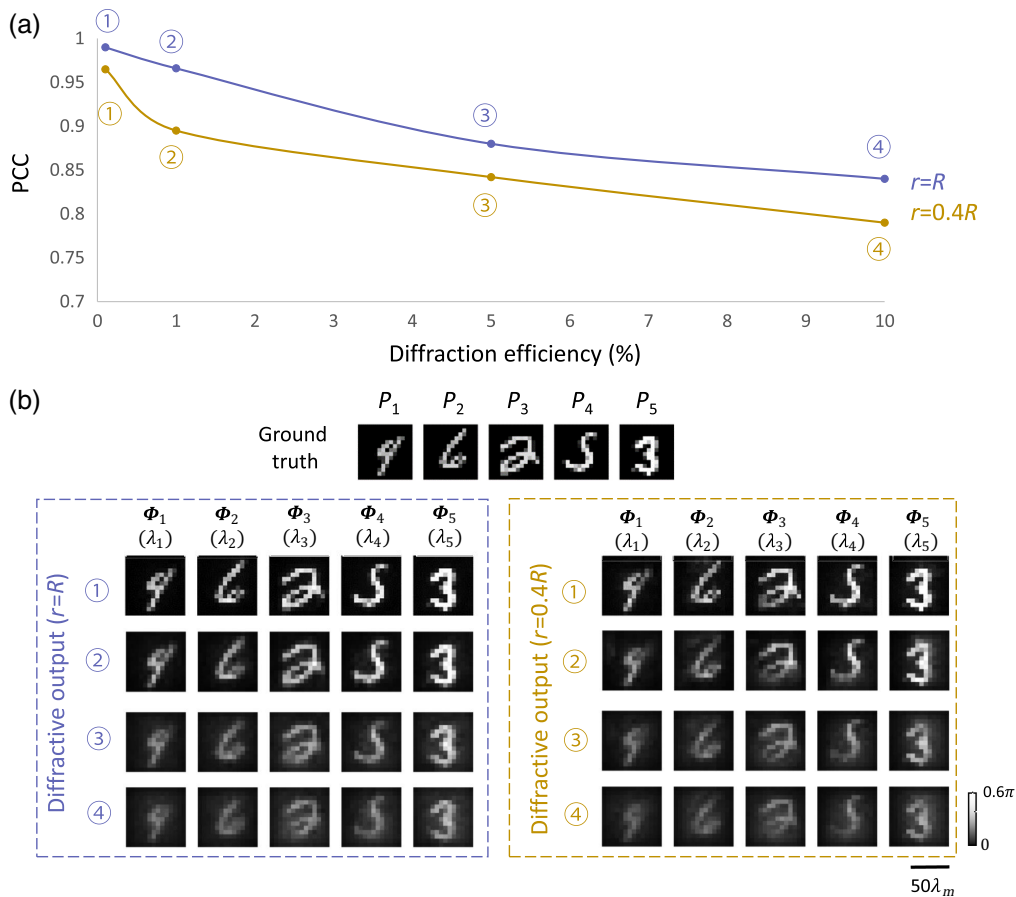 (a)
PCC
1
0.95
0.9
0.85
0.8
0.75
0.7
① ② ③ ④
① ② ③ ④
r=R
r=0.4R
0 1 2 3 4 5 6 7 8 9 10
Diffraction efficiency (%)
(b)
P₁ P₂ P₃ P₄ P₅
Ground
truth
Diffractive output (r=R)
Φ₁ Φ₂ Φ₃ Φ₄ Φ₅
(λ₁) (λ₂) (λ₃) (λ₄) (λ₅)
①
②
③
④
Diffractive output (r=0.4R)
Φ₁ Φ₂ Φ₃ Φ₄ Φ₅
(λ₁) (λ₂) (λ₃) (λ₄) (λ₅)
①
②
③
④
0.6π
0
50λₘ